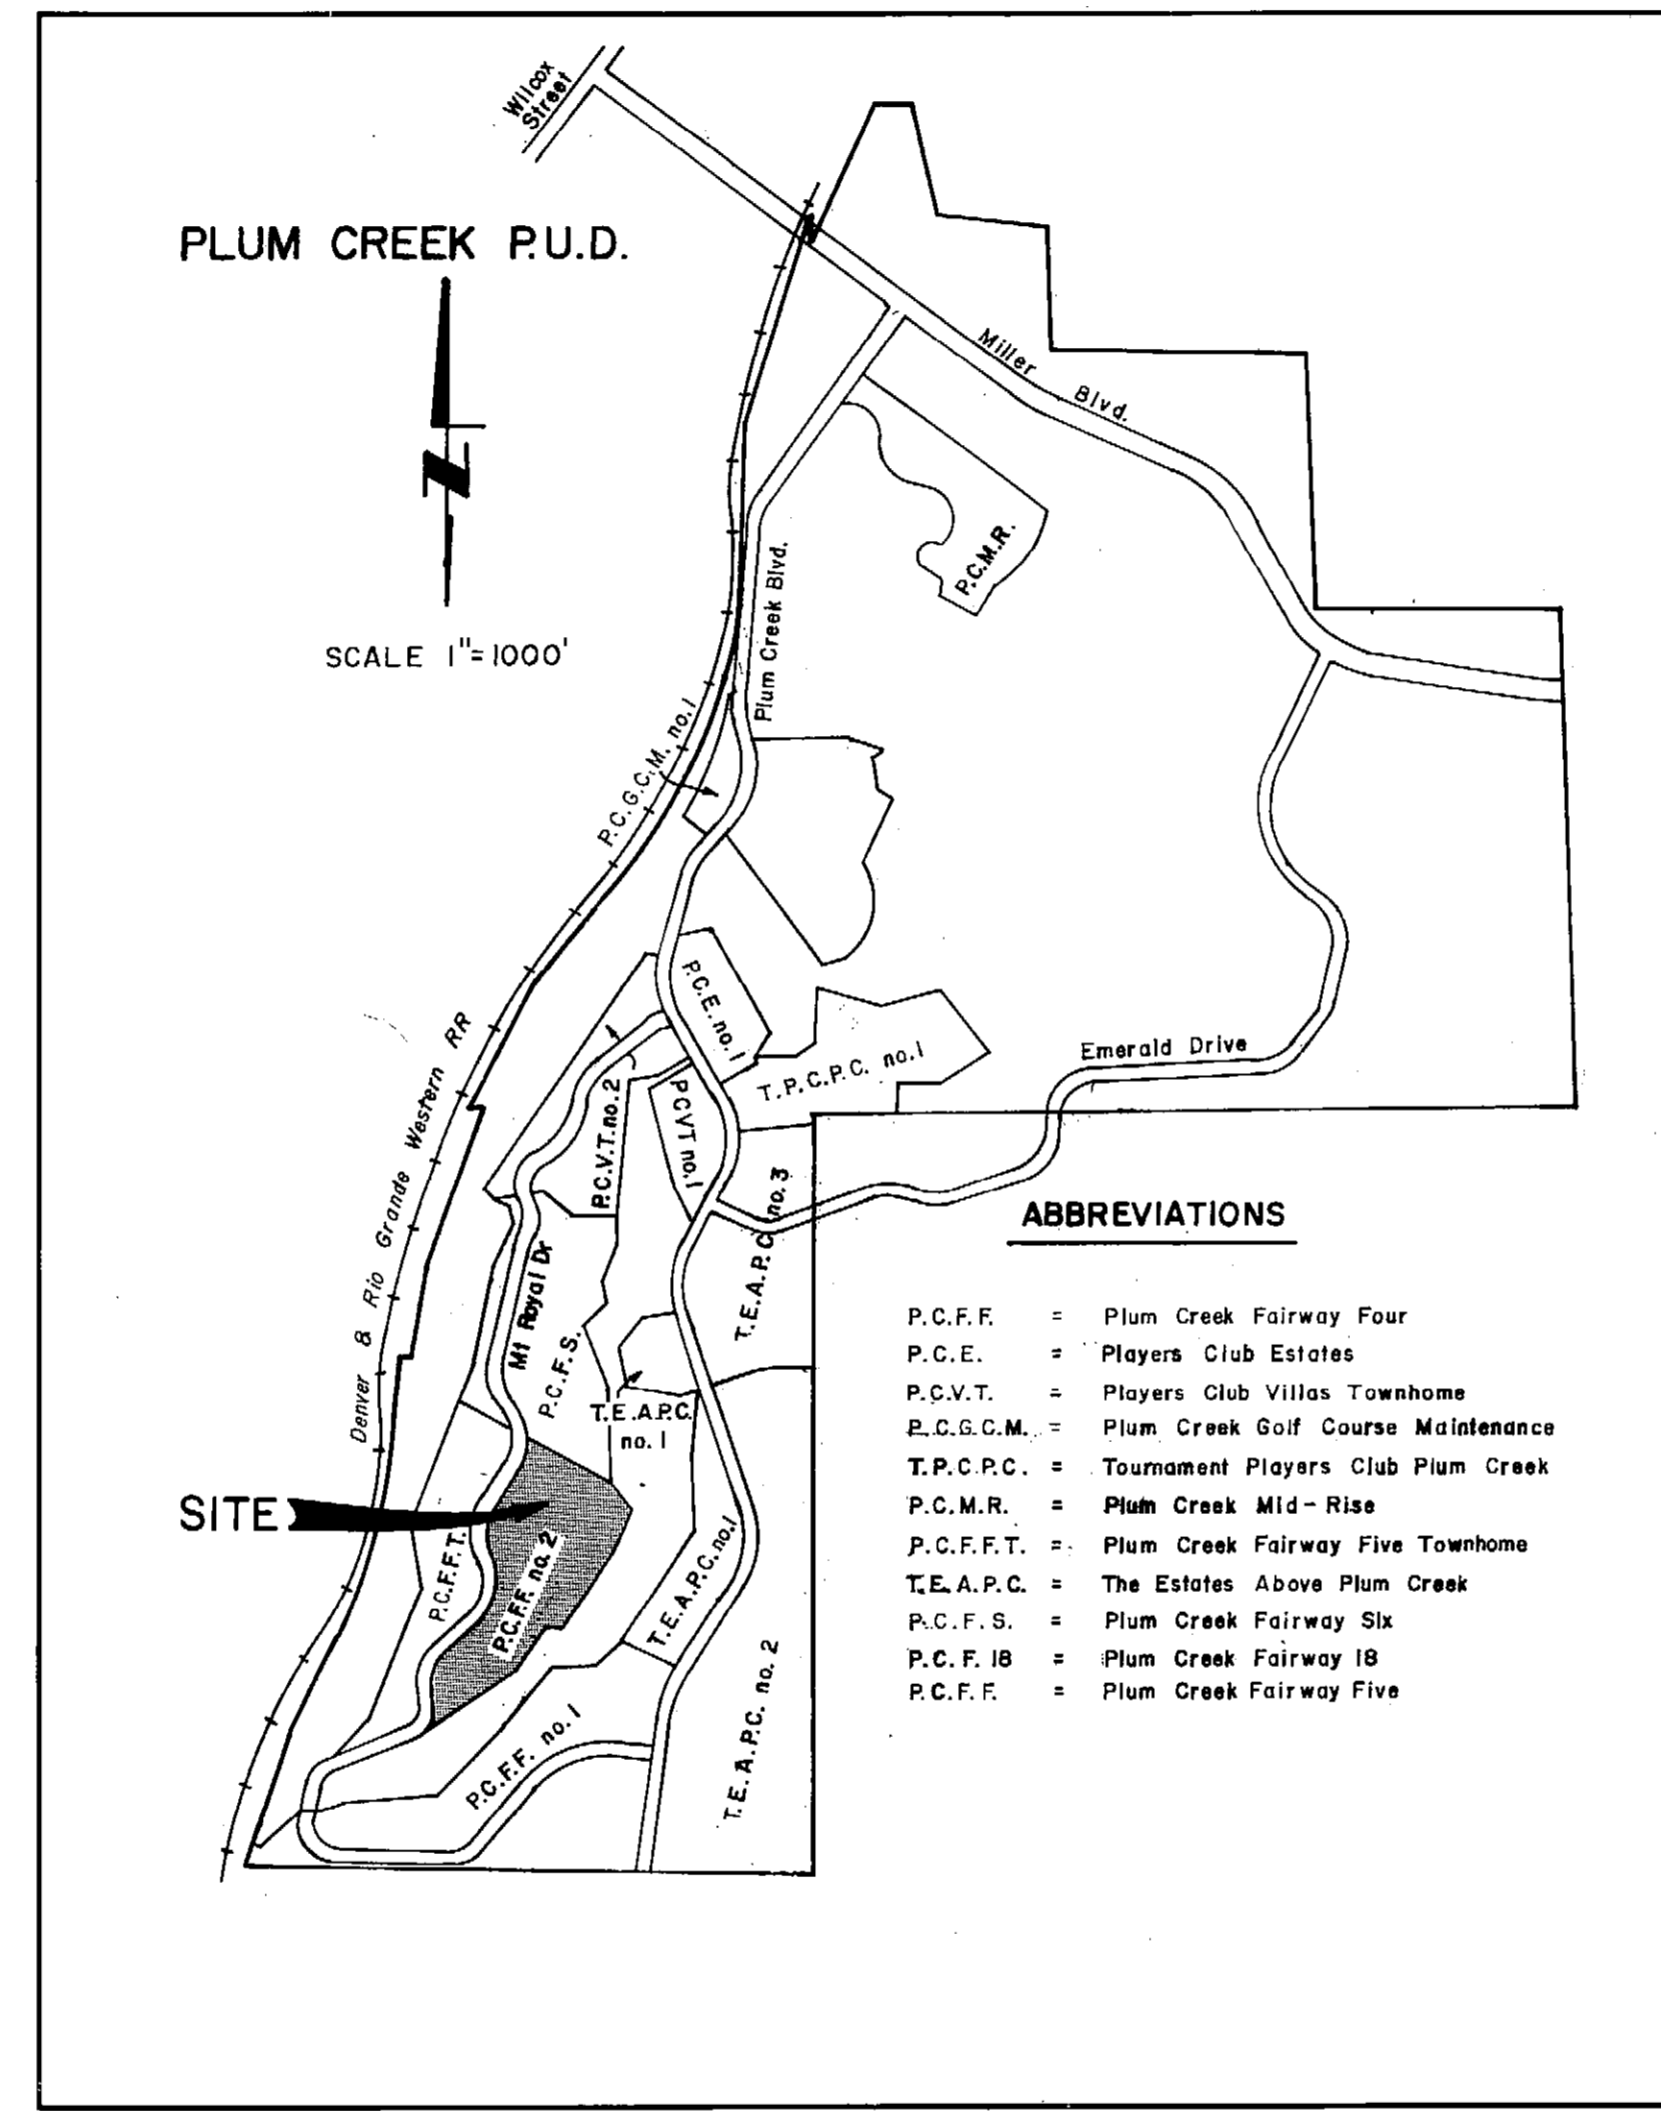 Wilcox
Street
PLUM CREEK P.U.D.
N
SCALE 1"=1000'
Miller Blvd.
P.C.M.R.
Plum Creek Blvd.
P.C.G.C.M. no.1
P.C.E. no.1
T.P.C.P.C. no.1
Emerald Drive
Denver & Rio Grande Western RR
P.C.V.T. no.2
P.C.V.T. no.1
T.E.A.P.C. no. 3
Mt Royal Dr
P.C.F.S.
T.E.A.P.C.
no. 1
SITE
P.C.F.F.T.
P.C.F.F. no. 2
T.E.A.P.C. no.1
P.C.F.F. no. 1
T.E.A.P.C. no. 2
ABBREVIATIONS
P.C.F.F. = Plum Creek Fairway Four
P.C.E. = Players Club Estates
P.C.V.T. = Players Club Villas Townhome
P.C.G.C.M. = Plum Creek Golf Course Maintenance
T.P.C.P.C. = Tournament Players Club Plum Creek
P.C.M.R. = Plum Creek Mid-Rise
P.C.F.F.T. = Plum Creek Fairway Five Townhome
T.E.A.P.C. = The Estates Above Plum Creek
P.C.F.S. = Plum Creek Fairway Six
P.C.F. 18 = Plum Creek Fairway 18
P.C.F.F. = Plum Creek Fairway Five